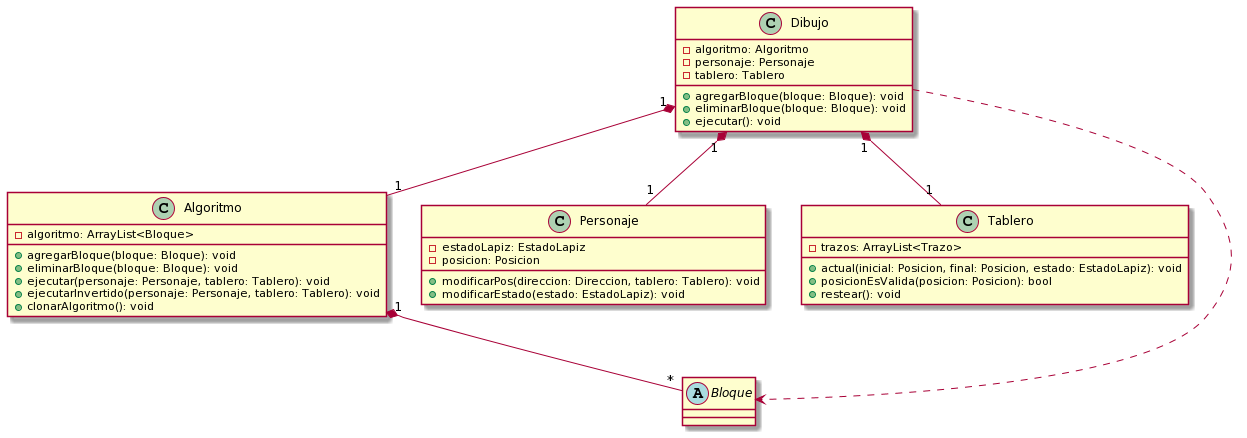 C Dibujo
algoritmo: Algoritmo
personaje: Personaje
tablero: Tablero
agregarBloque(bloque: Bloque): void
eliminarBloque(bloque: Bloque): void
ejecutar(): void
1
1
1
1
1
1
C Algoritmo
algoritmo: ArrayList<Bloque>
agregarBloque(bloque: Bloque): void
eliminarBloque(bloque: Bloque): void
ejecutar(personaje: Personaje, tablero: Tablero): void
ejecutarInvertido(personaje: Personaje, tablero: Tablero): void
clonarAlgoritmo(): void
C Personaje
estadoLapiz: EstadoLapiz
posicion: Posicion
modificarPos(direccion: Direccion, tablero: Tablero): void
modificarEstado(estado: EstadoLapiz): void
C Tablero
trazos: ArrayList<Trazo>
actual(inicial: Posicion, final: Posicion, estado: EstadoLapiz): void
posicionEsValida(posicion: Posicion): bool
restear(): void
1
*
A Bloque